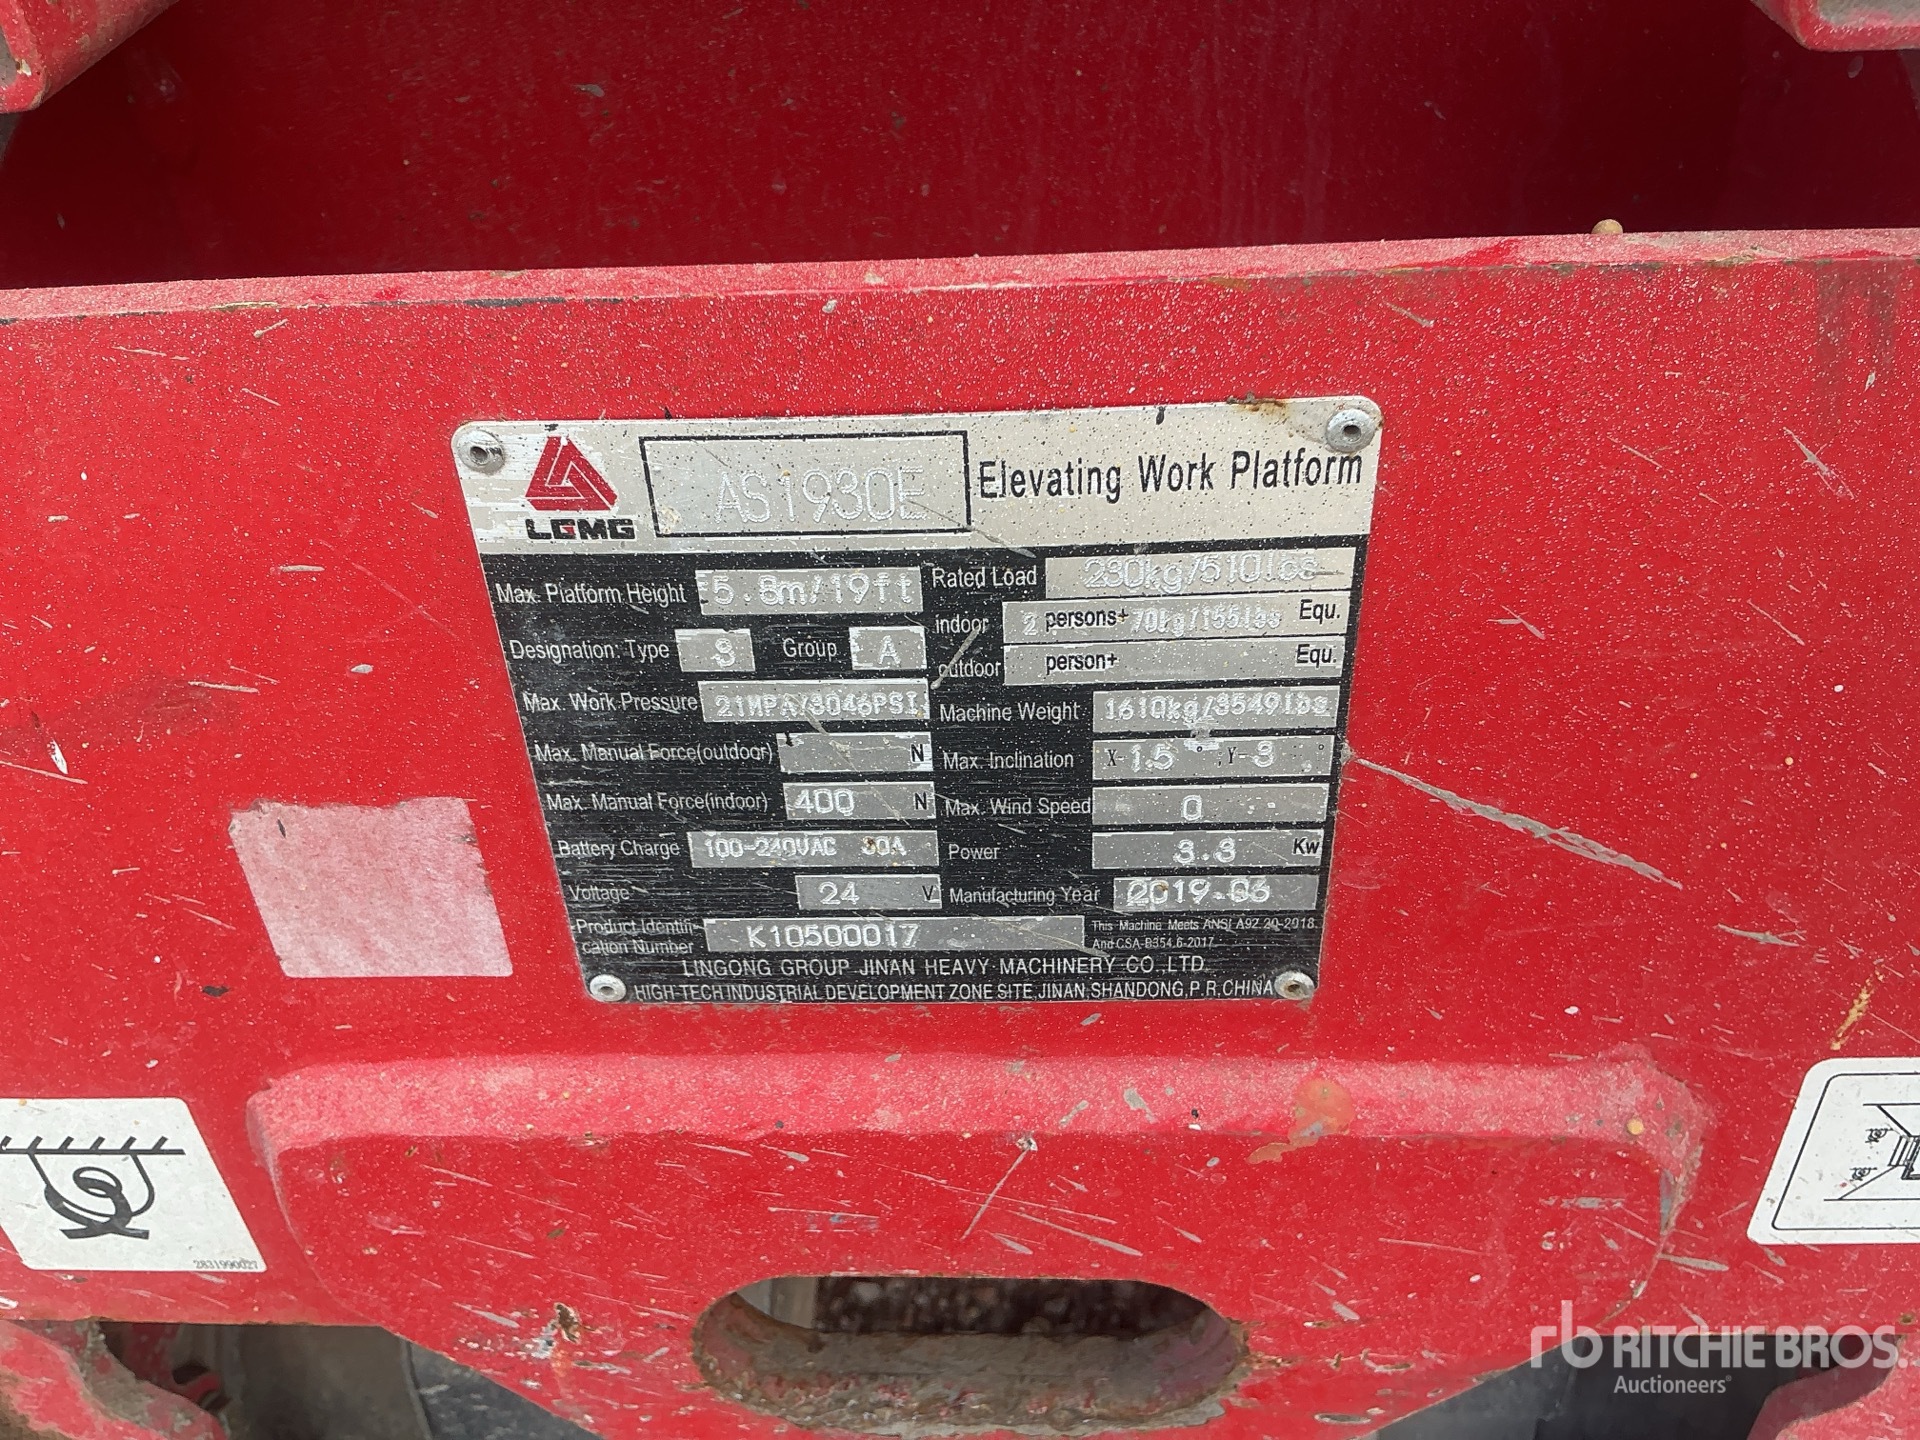 LGMG AS1930E Elevating Work Platform
Max. Platform Height 5.8m/19ft Rated Load 230kg/510lbs
indoor 2 persons+ 70kg/155lbs Equ.
Designation: Type S Group A
outdoor person+ Equ.
Max. Work Pressure 21MPA/3046PSI Machine Weight 1610kg/3549lbs
Max. Manual Force(outdoor) N Max. Inclination X-1.5° ,Y-3°
Max. Manual Force(indoor) 400 N Max. Wind Speed 0
Battery Charge 100-240VAC 30A Power 3.3 Kw
Voltage 24 V Manufacturing Year 2019.06
Product Identifi- K10500017 This Machine Meets ANSI A92.20-2018
cation Number And CSA-B354.6-2017
LINGONG GROUP JINAN HEAVY MACHINERY CO.,LTD.
HIGH-TECH INDUSTRIAL DEVELOPMENT ZONE SITE,JINAN,SHANDONG,P.R.CHINA
2831990027
rb RITCHIE BROS.
Auctioneers